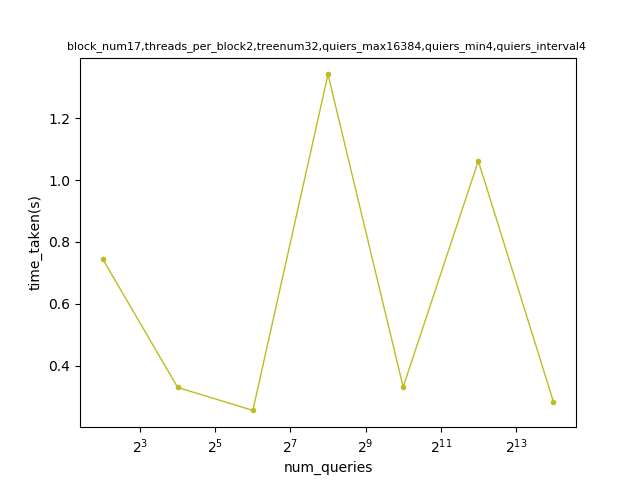 block_num17,threads_per_block2,treenum32,quiers_max16384,quiers_min4,quiers_interval4
time_taken(s)
1.2
1.0
0.8
0.6
0.4
2^3 2^5 2^7 2^9 2^11 2^13
num_queries